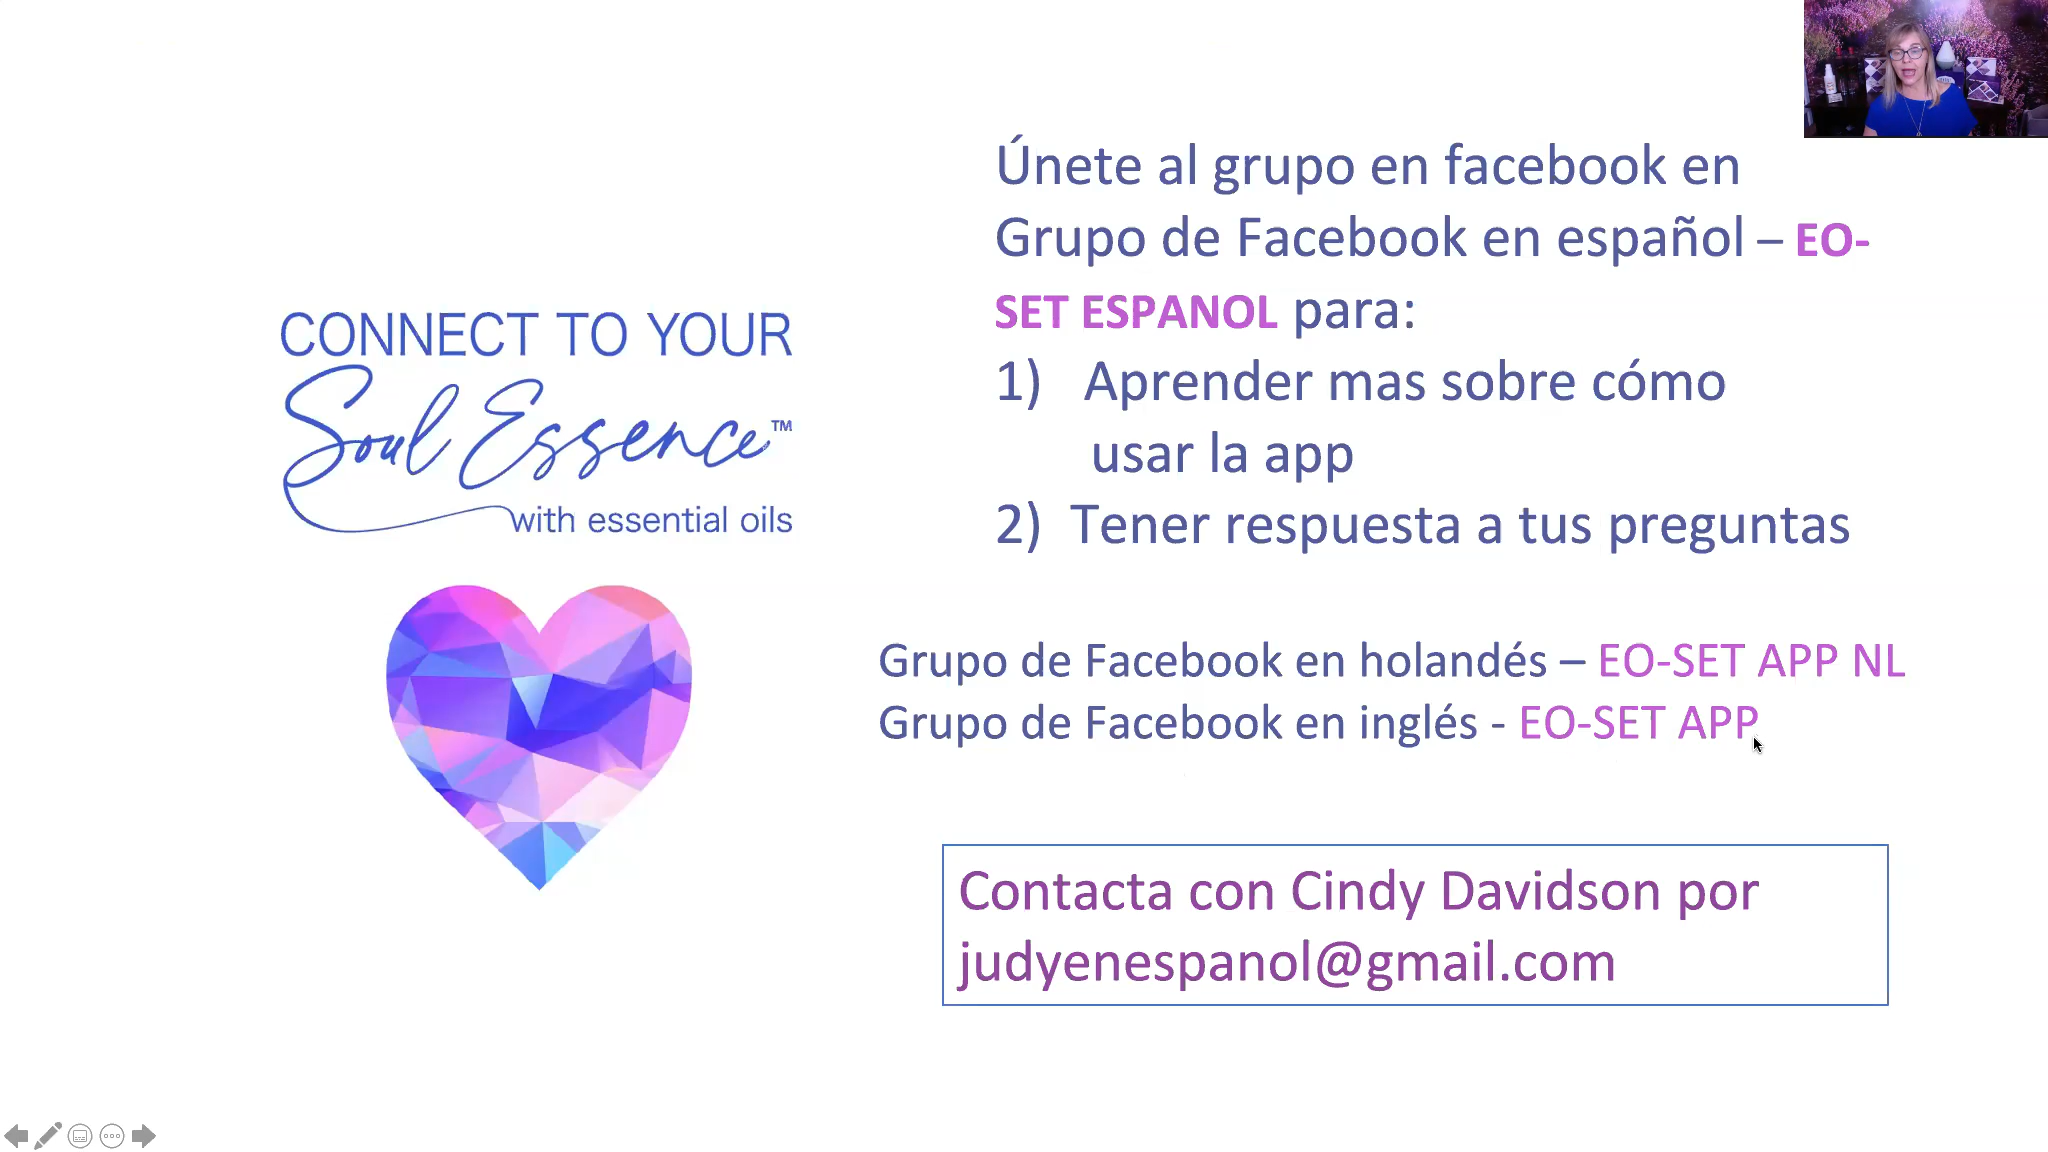 CONNECT TO YOUR
Soul Essence™
with essential oils
Únete al grupo en facebook en
Grupo de Facebook en español – EO-
SET ESPANOL para:
1) Aprender mas sobre cómo
usar la app
2) Tener respuesta a tus preguntas
Grupo de Facebook en holandés – EO-SET APP NL
Grupo de Facebook en inglés - EO-SET APP
Contacta con Cindy Davidson por
judyenespanol@gmail.com